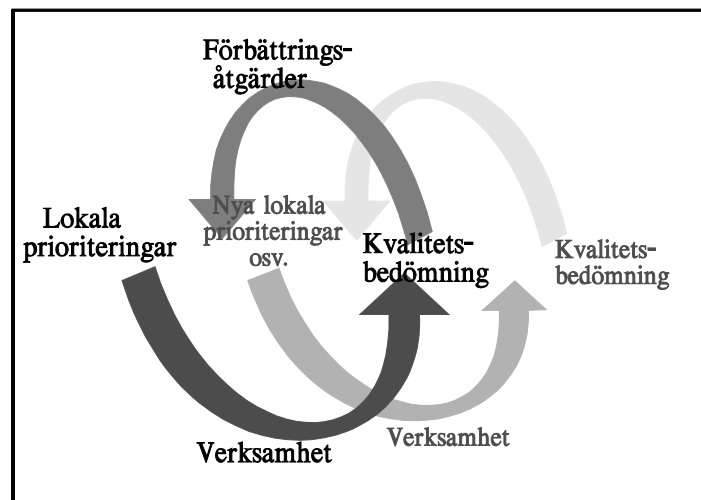 Förbättrings-
åtgärder
Lokala
prioriteringar
Nya lokala
prioriteringar
osv.
Kvalitets-
bedömning
Kvalitets-
bedömning
Verksamhet
Verksamhet